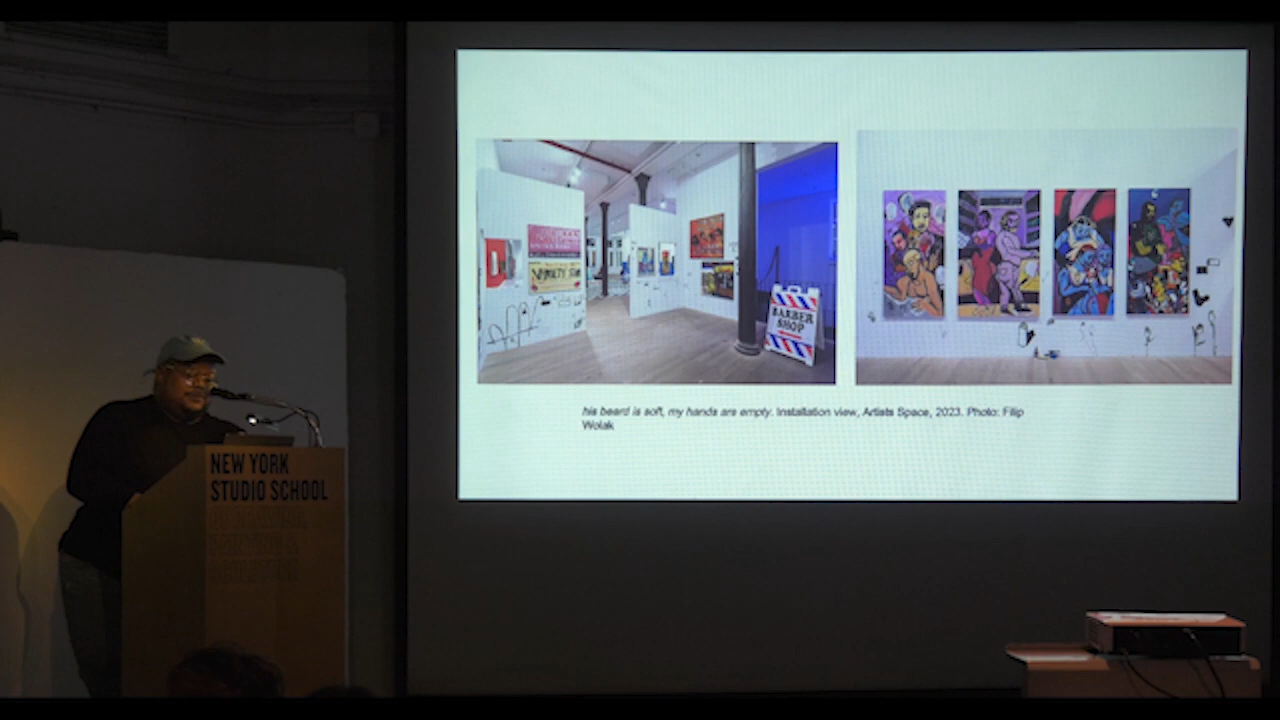 BARBER
SHOP
his beard is soft, my hands are empty. Installation view, Artists Space, 2023. Photo: Filip
Wolak
NEW YORK
STUDIO SCHOOL